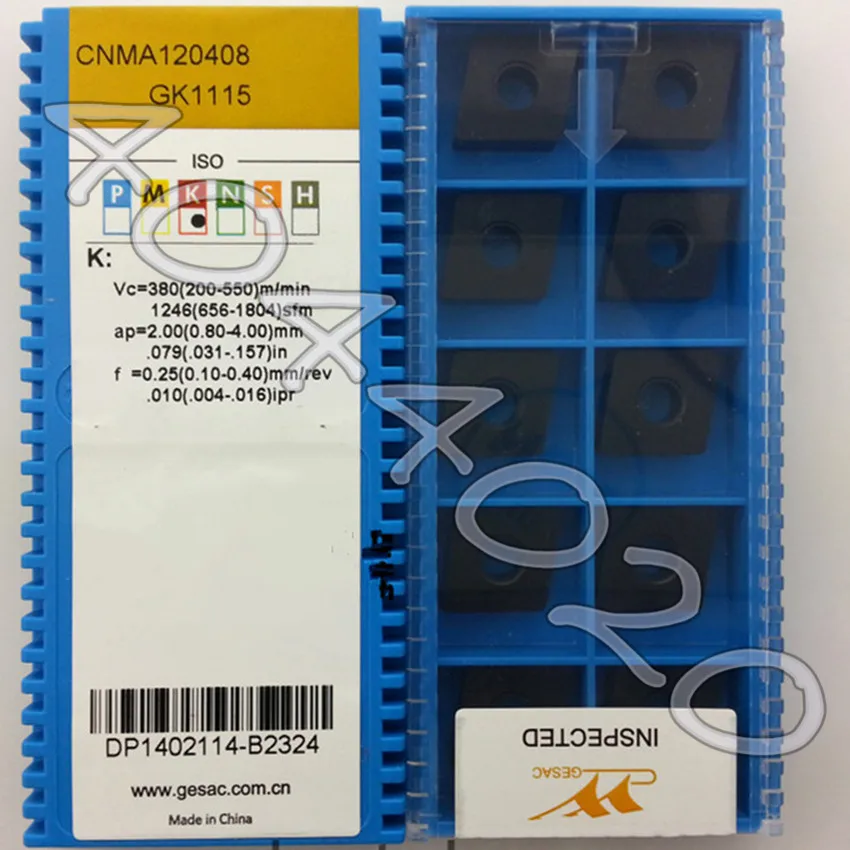 CNMA120408
GK1115
ISO
P M K N S H
K:
Vc=380(200-550)m/min
1246(656-1804)sfm
ap=2.00(0.80-4.00)mm
.079(.031-.157)in
f =0.25(0.10-0.40)mm/rev
.010(.004-.016)ipr
DP1402114-B2324
www.gesac.com.cn
Made in China
INSPECTED
GESAC